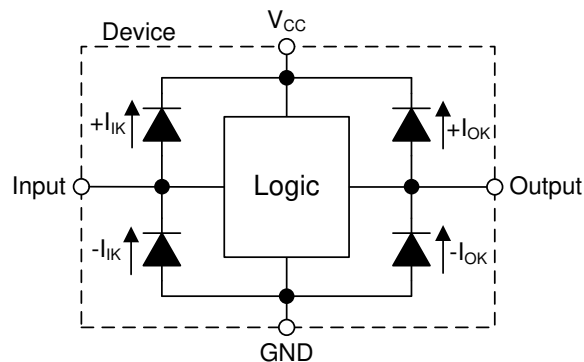 Device
VCC
+IIK
+IOK
Input
Logic
Output
-IIK
-IOK
GND